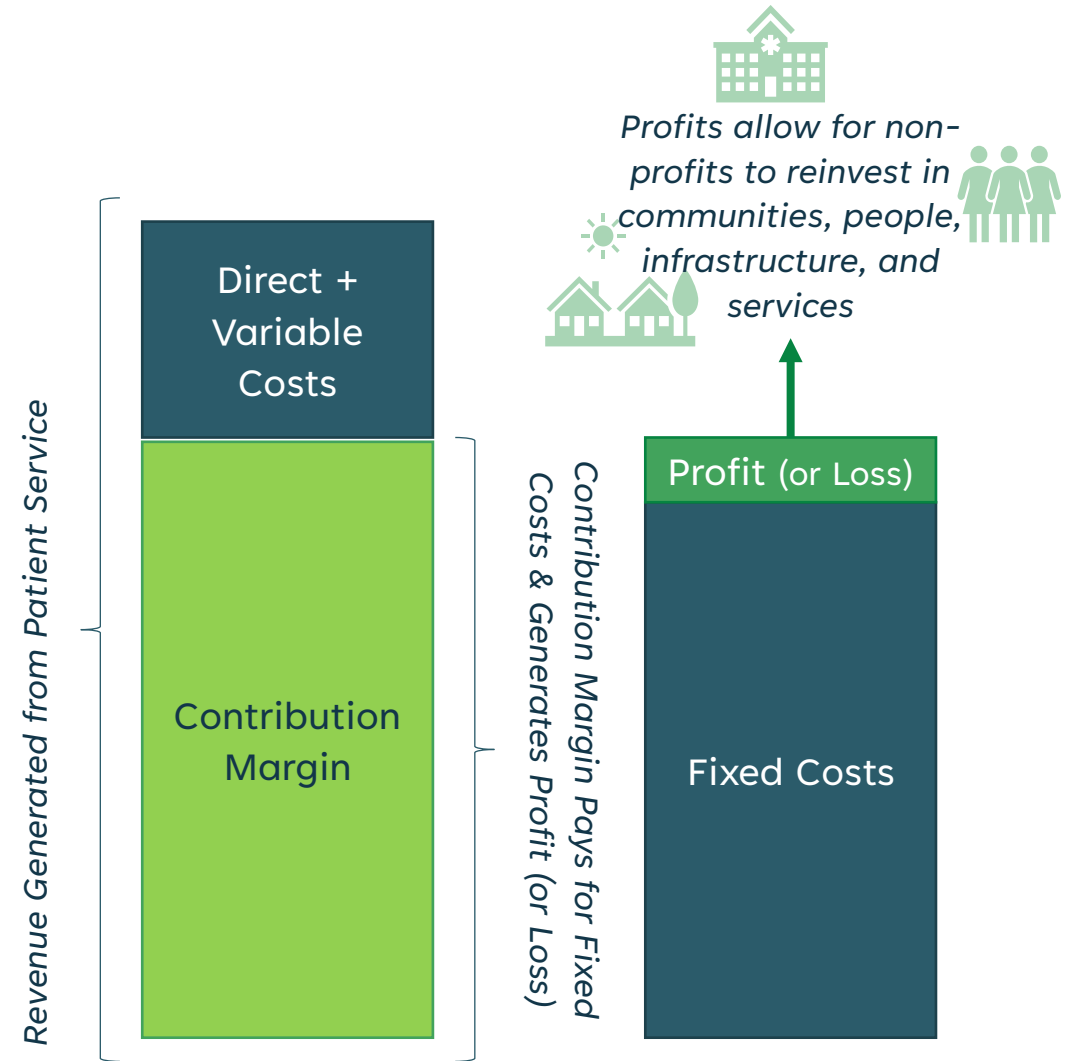 Profits allow for non-
profits to reinvest in
communities, people,
infrastructure, and
services
Revenue Generated from Patient Service
Direct +
Variable
Costs
Contribution
Margin
Contribution Margin Pays for Fixed
Costs & Generates Profit (or Loss)
Profit (or Loss)
Fixed Costs